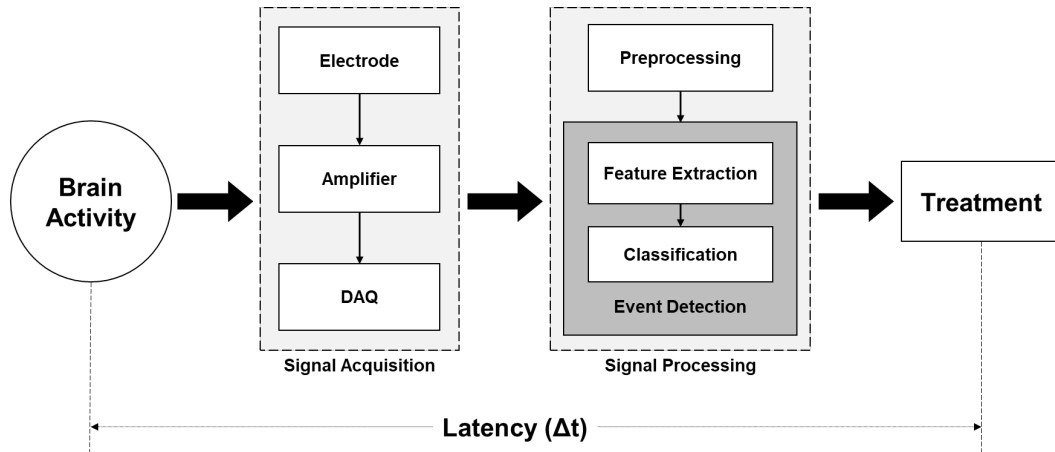 Brain
Activity
Electrode
Amplifier
DAQ
Signal Acquisition
Preprocessing
Feature Extraction
Classification
Event Detection
Signal Processing
Treatment
Latency (Δt)